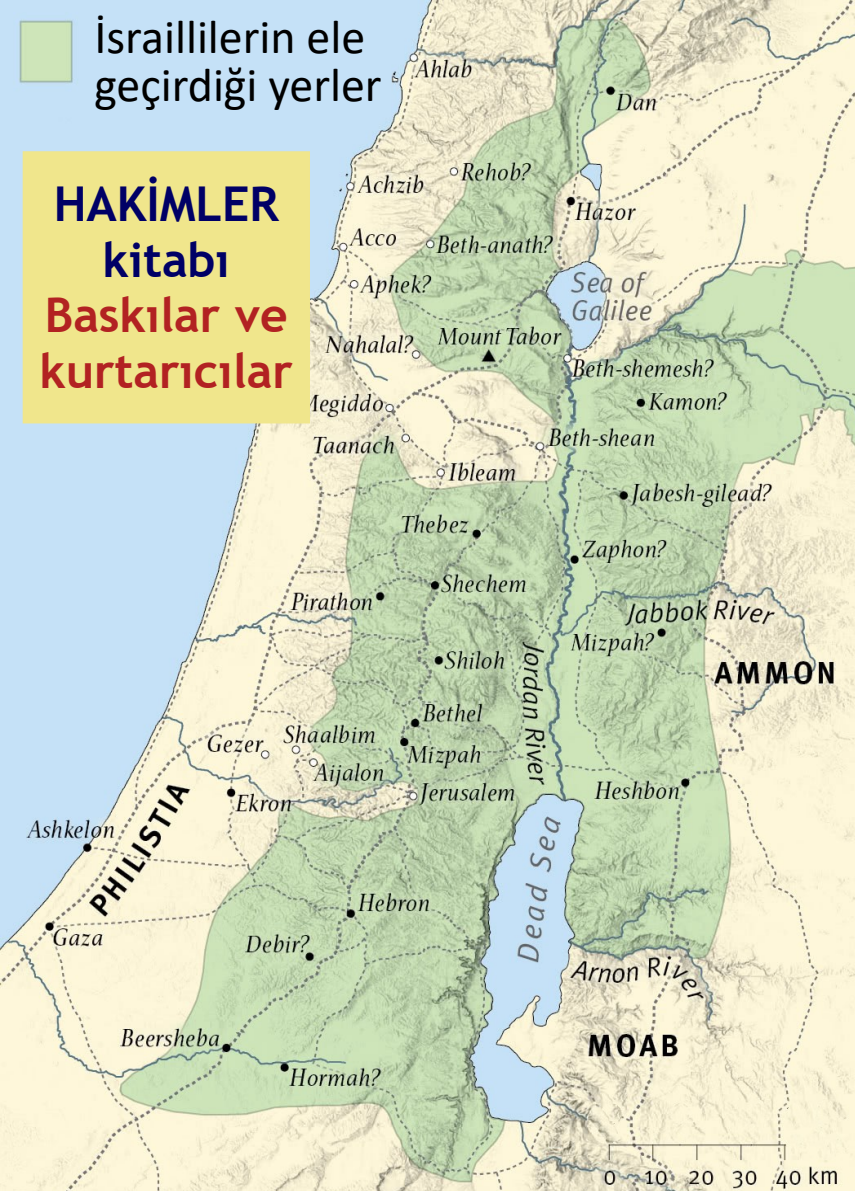 İsraillilerin ele
geçirdiği yerler
HAKİMLER
kitabı
Baskılar ve
kurtarıcılar
Ahlab
Dan
Rehob?
Achzib
Hazor
Acco
Beth-anath?
Aphek?
Sea of
Galilee
Mount Tabor
Nahalal?
Beth-shemesh?
Kamon?
Megiddo
Taanach
Beth-shean
Ibleam
Jabesh-gilead?
Thebez
Zaphon?
Shechem
Pirathon
Jabbok River
Mizpah?
Shiloh
Jordan River
AMMON
Bethel
Shaalbim
Gezer
Mizpah
Aijalon
Jerusalem
Heshbon
Ekron
PHILISTIA
Ashkelon
Dead Sea
Hebron
Gaza
Debir?
Arnon River
Beersheba
MOAB
Hormah?
0 10 20 30 40 km